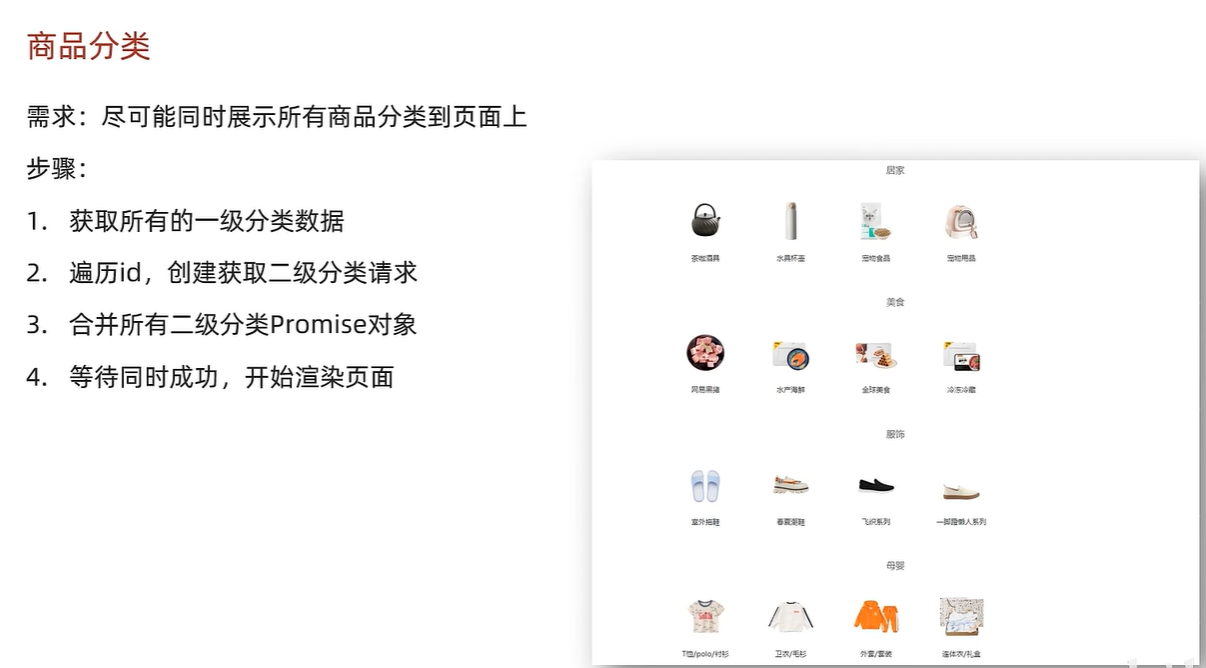 商品分类
需求：尽可能同时展示所有商品分类到页面上
步骤：
1. 获取所有的一级分类数据
2. 遍历id，创建获取二级分类请求
3. 合并所有二级分类Promise对象
4. 等待同时成功，开始渲染页面
居家
茶咖酒具 水具杯壶 宠物食品 宠物用品
美食
网易黑猪 水产海鲜 全球美食 冷冻冷藏
服饰
室外拖鞋 春夏潮鞋 飞织系列 一脚蹬懒人系列
母婴
T恤/polo/衬衫 卫衣/毛衫 外套/套装 连体衣/礼盒